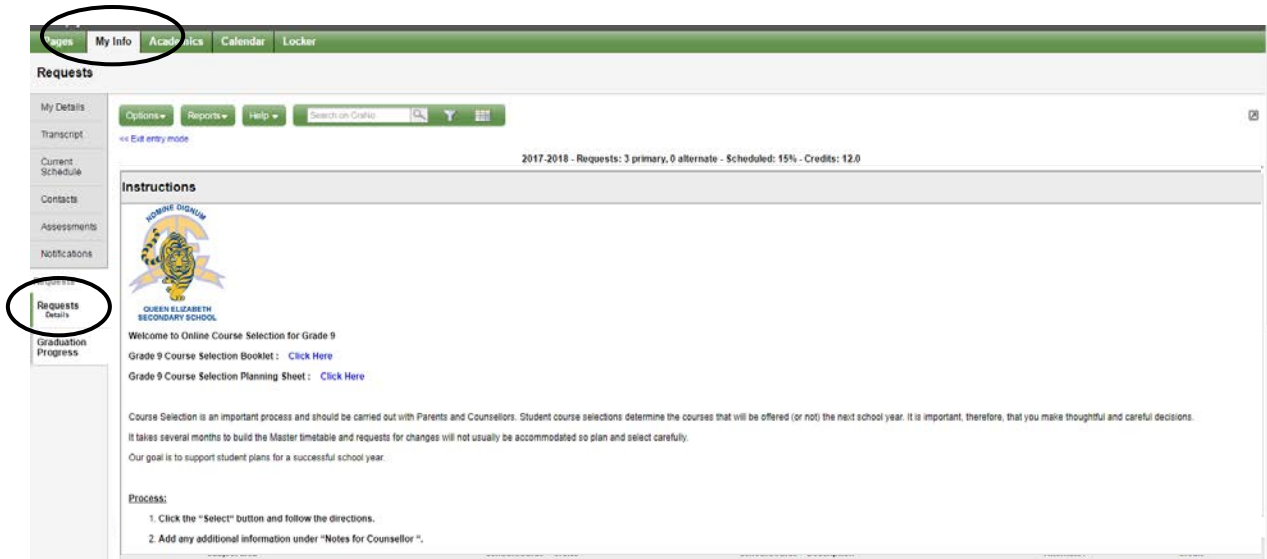 Pages My Info Academics Calendar Locker
Requests
My Details
Transcript
Current
Schedule
Contacts
Assessments
Notifications
Requests
Requests
Details
Graduation
Progress
Options Reports Help Search on CrsNo
<< Exit entry mode
2017-2018 - Requests: 3 primary, 0 alternate - Scheduled: 15% - Credits: 12.0
Instructions
NOMINE DIGNUM
QUEEN ELIZABETH
SECONDARY SCHOOL
Welcome to Online Course Selection for Grade 9
Grade 9 Course Selection Booklet : Click Here
Grade 9 Course Selection Planning Sheet : Click Here
Course Selection is an important process and should be carried out with Parents and Counsellors. Student course selections determine the courses that will be offered (or not) the next school year. It is important, therefore, that you make thoughtful and careful decisions.
It takes several months to build the Master timetable and requests for changes will not usually be accommodated so plan and select carefully.
Our goal is to support student plans for a successful school year.
Process:
1. Click the "Select" button and follow the directions.
2. Add any additional information under "Notes for Counsellor ".